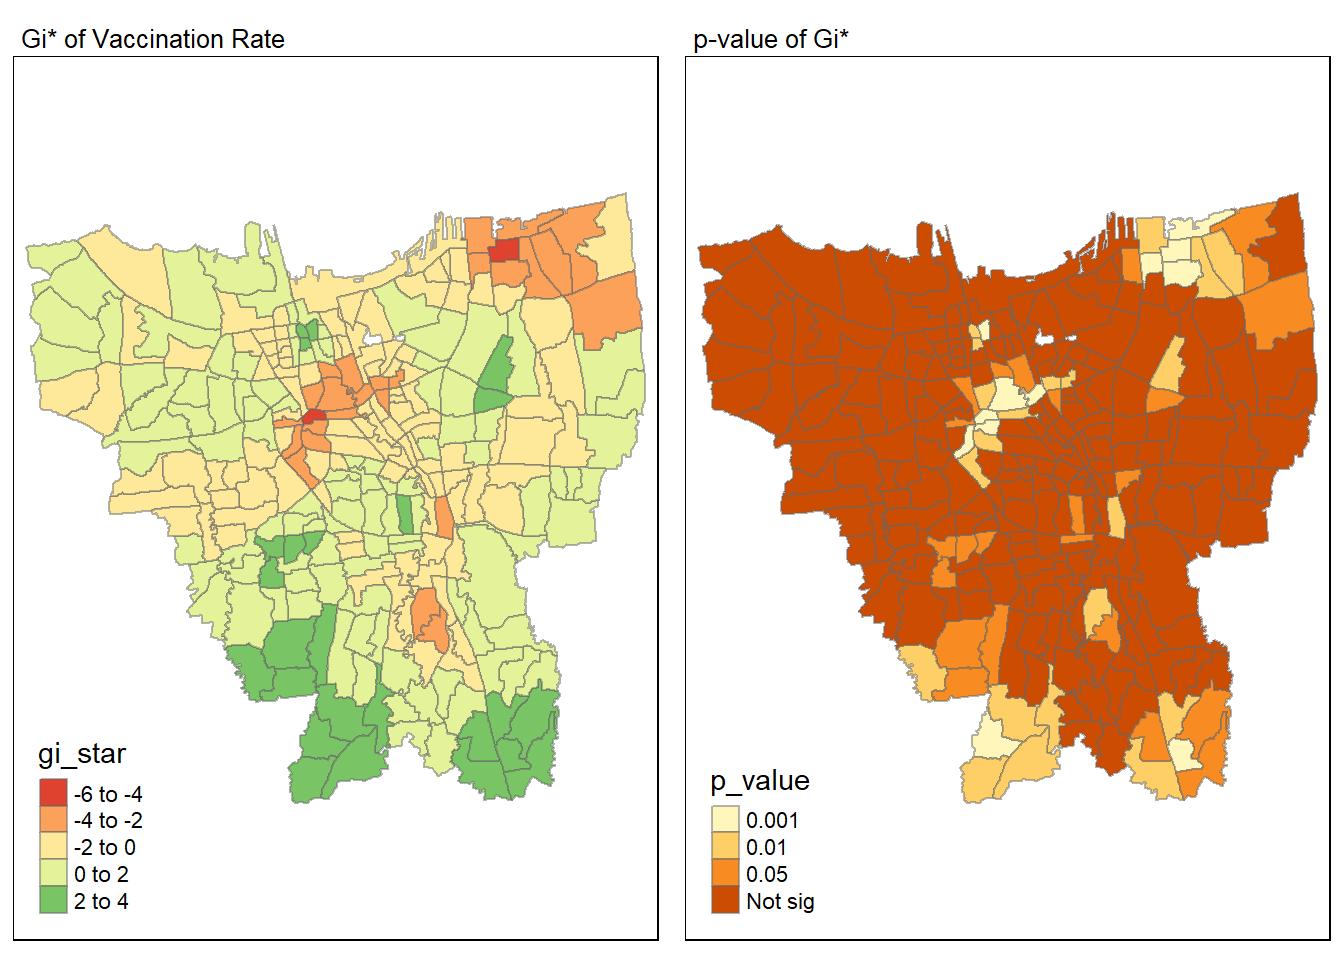 Gi* of Vaccination Rate
p-value of Gi*
gi_star
-6 to -4
-4 to -2
-2 to 0
0 to 2
2 to 4
p_value
0.001
0.01
0.05
Not sig